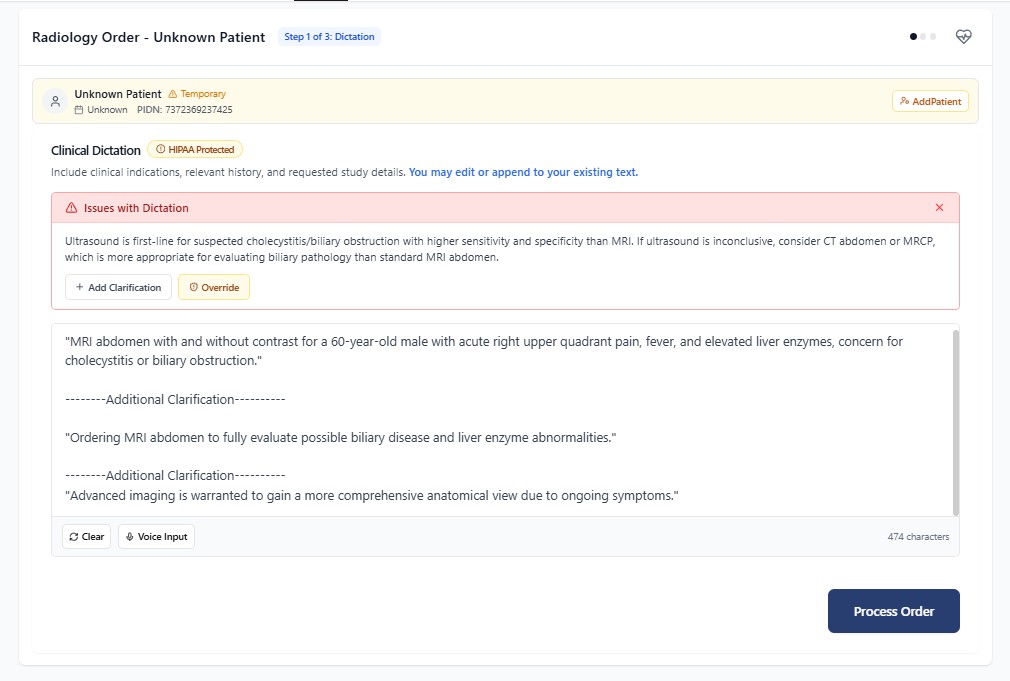 Radiology Order - Unknown Patient
Step 1 of 3: Dictation
Unknown Patient
Temporary
Unknown
PIDN: 7372369237425
AddPatient
Clinical Dictation
HIPAA Protected
Include clinical indications, relevant history, and requested study details. You may edit or append to your existing text.
Issues with Dictation
Ultrasound is first-line for suspected cholecystitis/biliary obstruction with higher sensitivity and specificity than MRI. If ultrasound is inconclusive, consider CT abdomen or MRCP,
which is more appropriate for evaluating biliary pathology than standard MRI abdomen.
+ Add Clarification
Override
"MRI abdomen with and without contrast for a 60-year-old male with acute right upper quadrant pain, fever, and elevated liver enzymes, concern for
cholecystitis or biliary obstruction."
--------Additional Clarification----------
"Ordering MRI abdomen to fully evaluate possible biliary disease and liver enzyme abnormalities."
--------Additional Clarification----------
"Advanced imaging is warranted to gain a more comprehensive anatomical view due to ongoing symptoms."
Clear
Voice Input
474 characters
Process Order